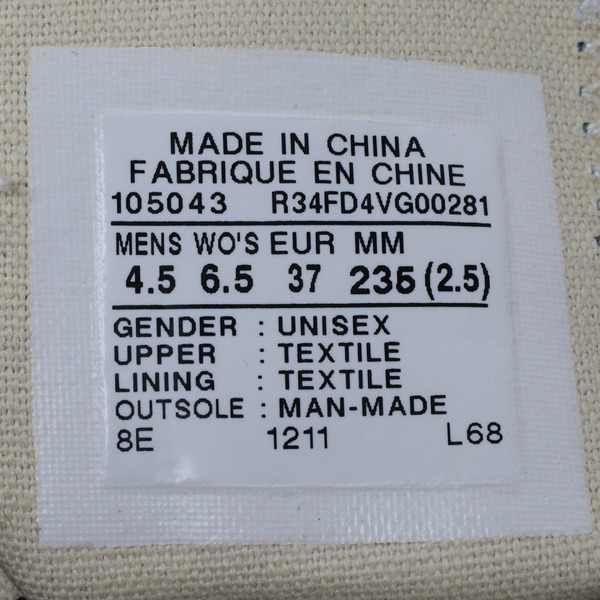 MADE IN CHINA
FABRIQUE EN CHINE
105043 R34FD4VG00281
MENS WO'S EUR MM
4.5 6.5 37 235 (2.5)
GENDER : UNISEX
UPPER : TEXTILE
LINING : TEXTILE
OUTSOLE : MAN-MADE
8E 1211 L68